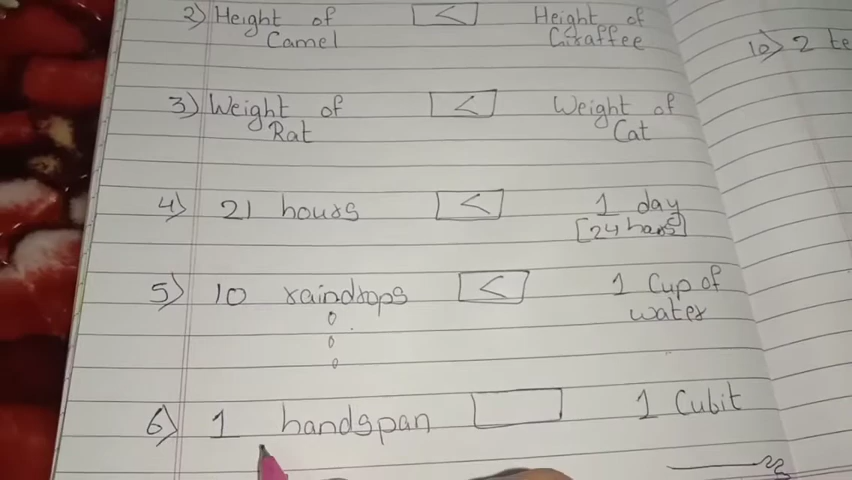 2) Height of < Height of
Camel Giraffee
10) 2 te
3) Weight of < Weight of
Rat Cat
4) 21 hours < 1 day
[24 hours]
5) 10 raindrops < 1 Cup of
water
6) 1 handspan 1 Cubit